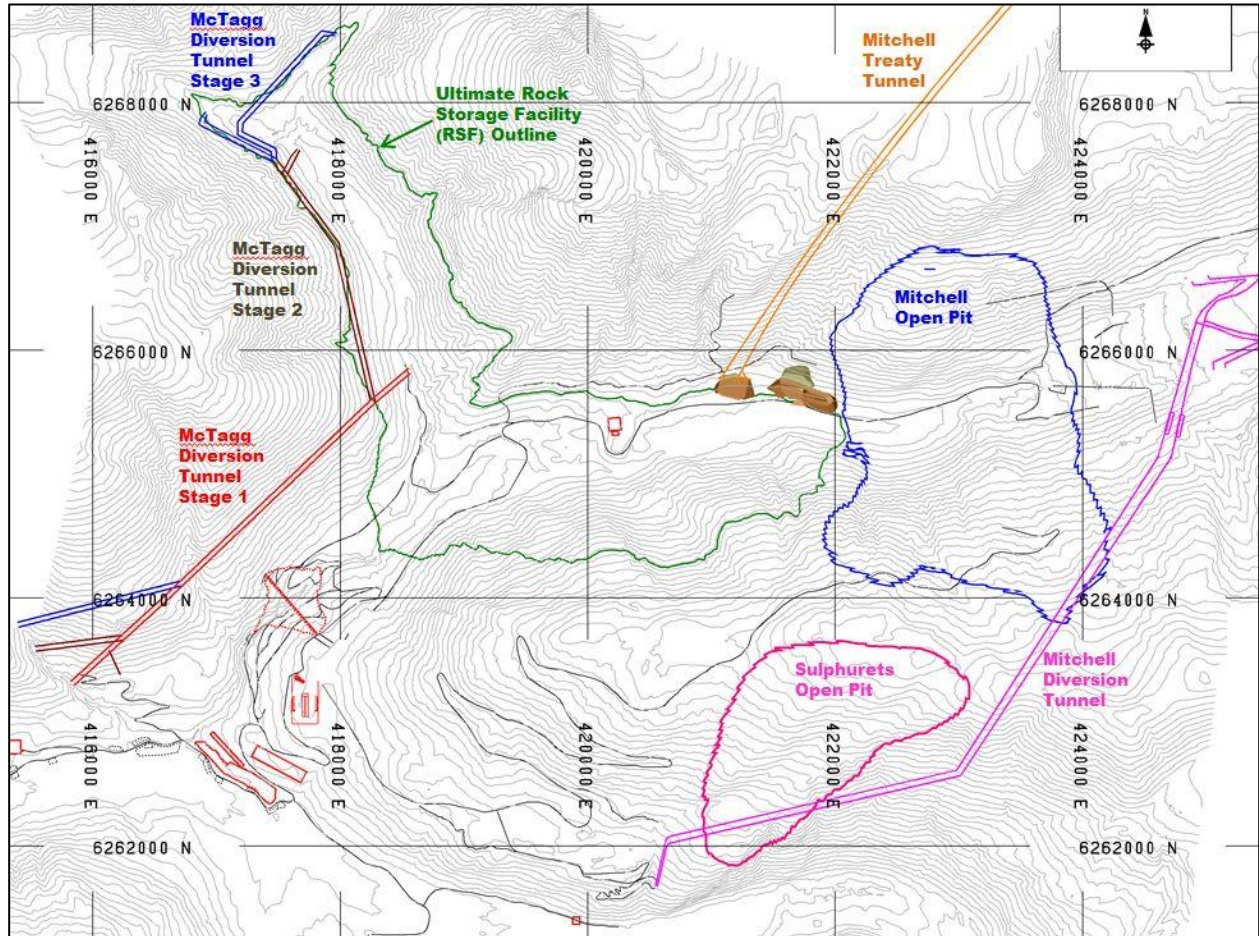 McTagg
Diversion
Tunnel
Stage 3
Mitchell
Treaty
Tunnel
N
6268000 N
6268000 N
Ultimate Rock
Storage Facility
(RSF) Outline
416000 E
418000 E
420000 E
422000 E
424000 E
McTagg
Diversion
Tunnel
Stage 2
Mitchell
Open Pit
6266000 N
6266000 N
McTagg
Diversion
Tunnel
Stage 1
6264000 N
6264000 N
Sulphurets
Open Pit
Mitchell
Diversion
Tunnel
416000 E
418000 E
420000 E
422000 E
424000 E
6262000 N
6262000 N